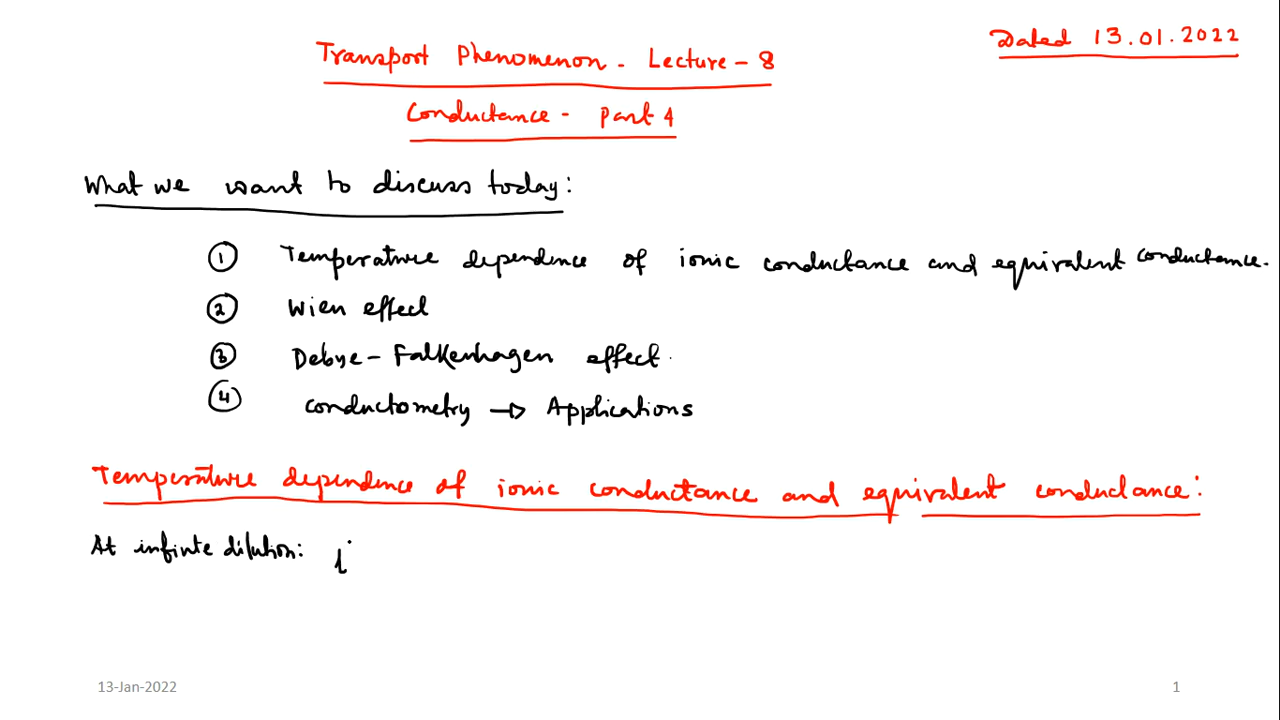 Dated 13.01.2022
Transport Phenomenon. Lecture - 8
Conductance - Part 4
What we want to discuss today:
① Temperature dependence of ionic conductance and equivalent conductance.
② Wien effect
③ Debye - Falkenhagen effect.
④ Conductometry → Applications
Temperature dependence of ionic conductance and equivalent conductance:
At infinite dilution: i
13-Jan-2022
1